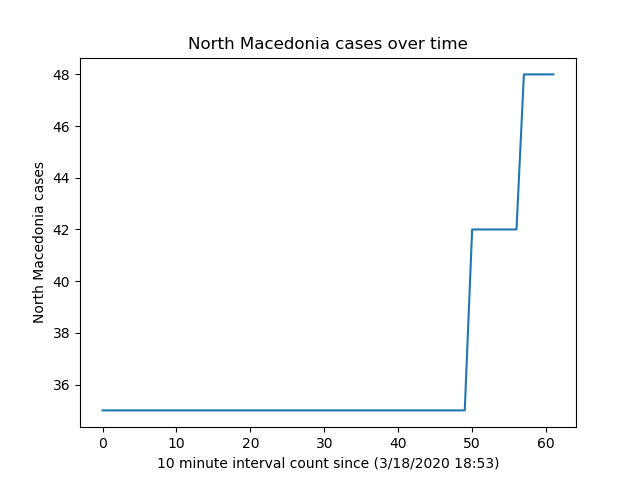 North Macedonia cases over time
48
46
44
42
40
38
36
North Macedonia cases
0 10 20 30 40 50 60
10 minute interval count since (3/18/2020 18:53)